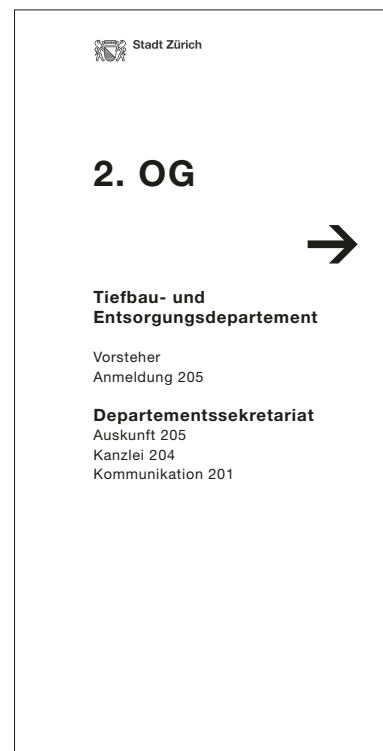 Stadt Zürich
2. OG
→
Tiefbau- und
Entsorgungsdepartement
Vorsteher
Anmeldung 205
Departementssekretariat
Auskunft 205
Kanzlei 204
Kommunikation 201